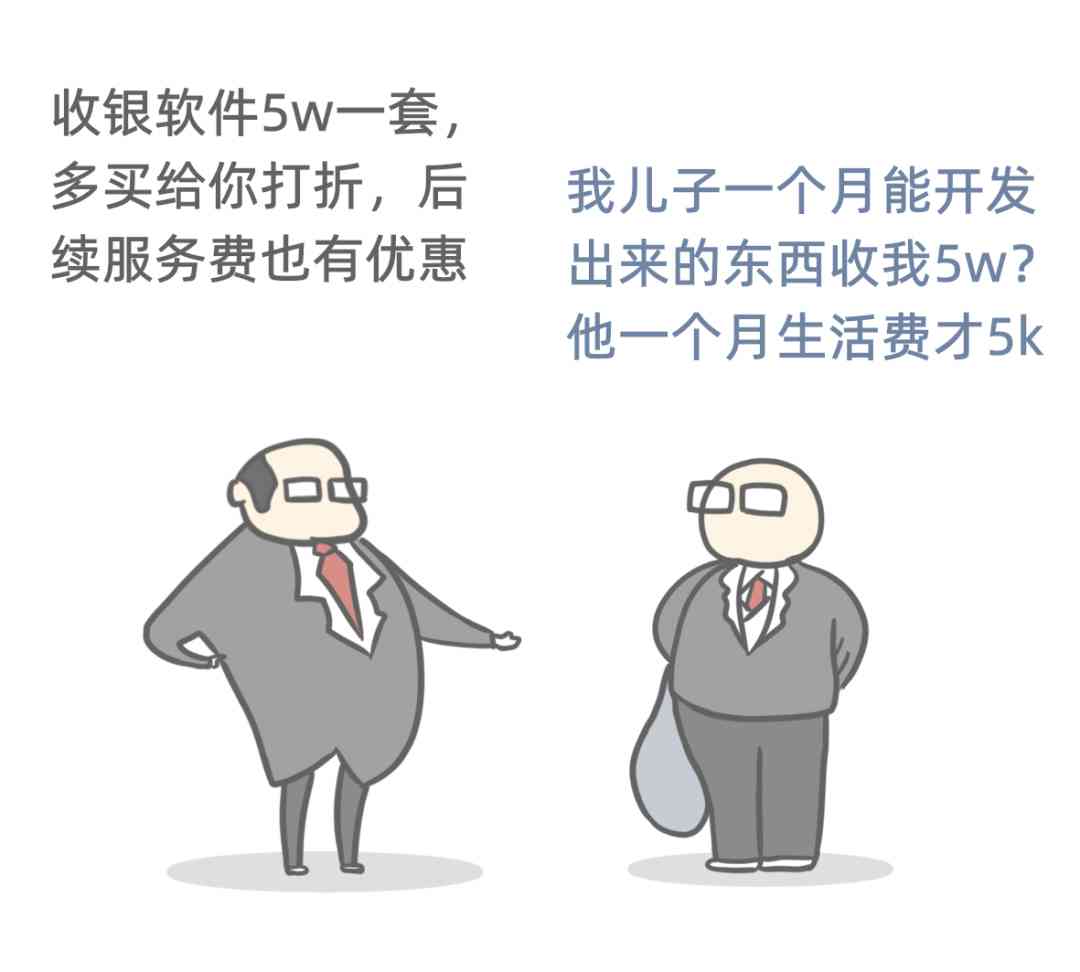 收银软件5w一套，
多买给你打折，后
续服务费也有优惠
我儿子一个月能开发
出来的东西收我5w？
他一个月生活费才5k